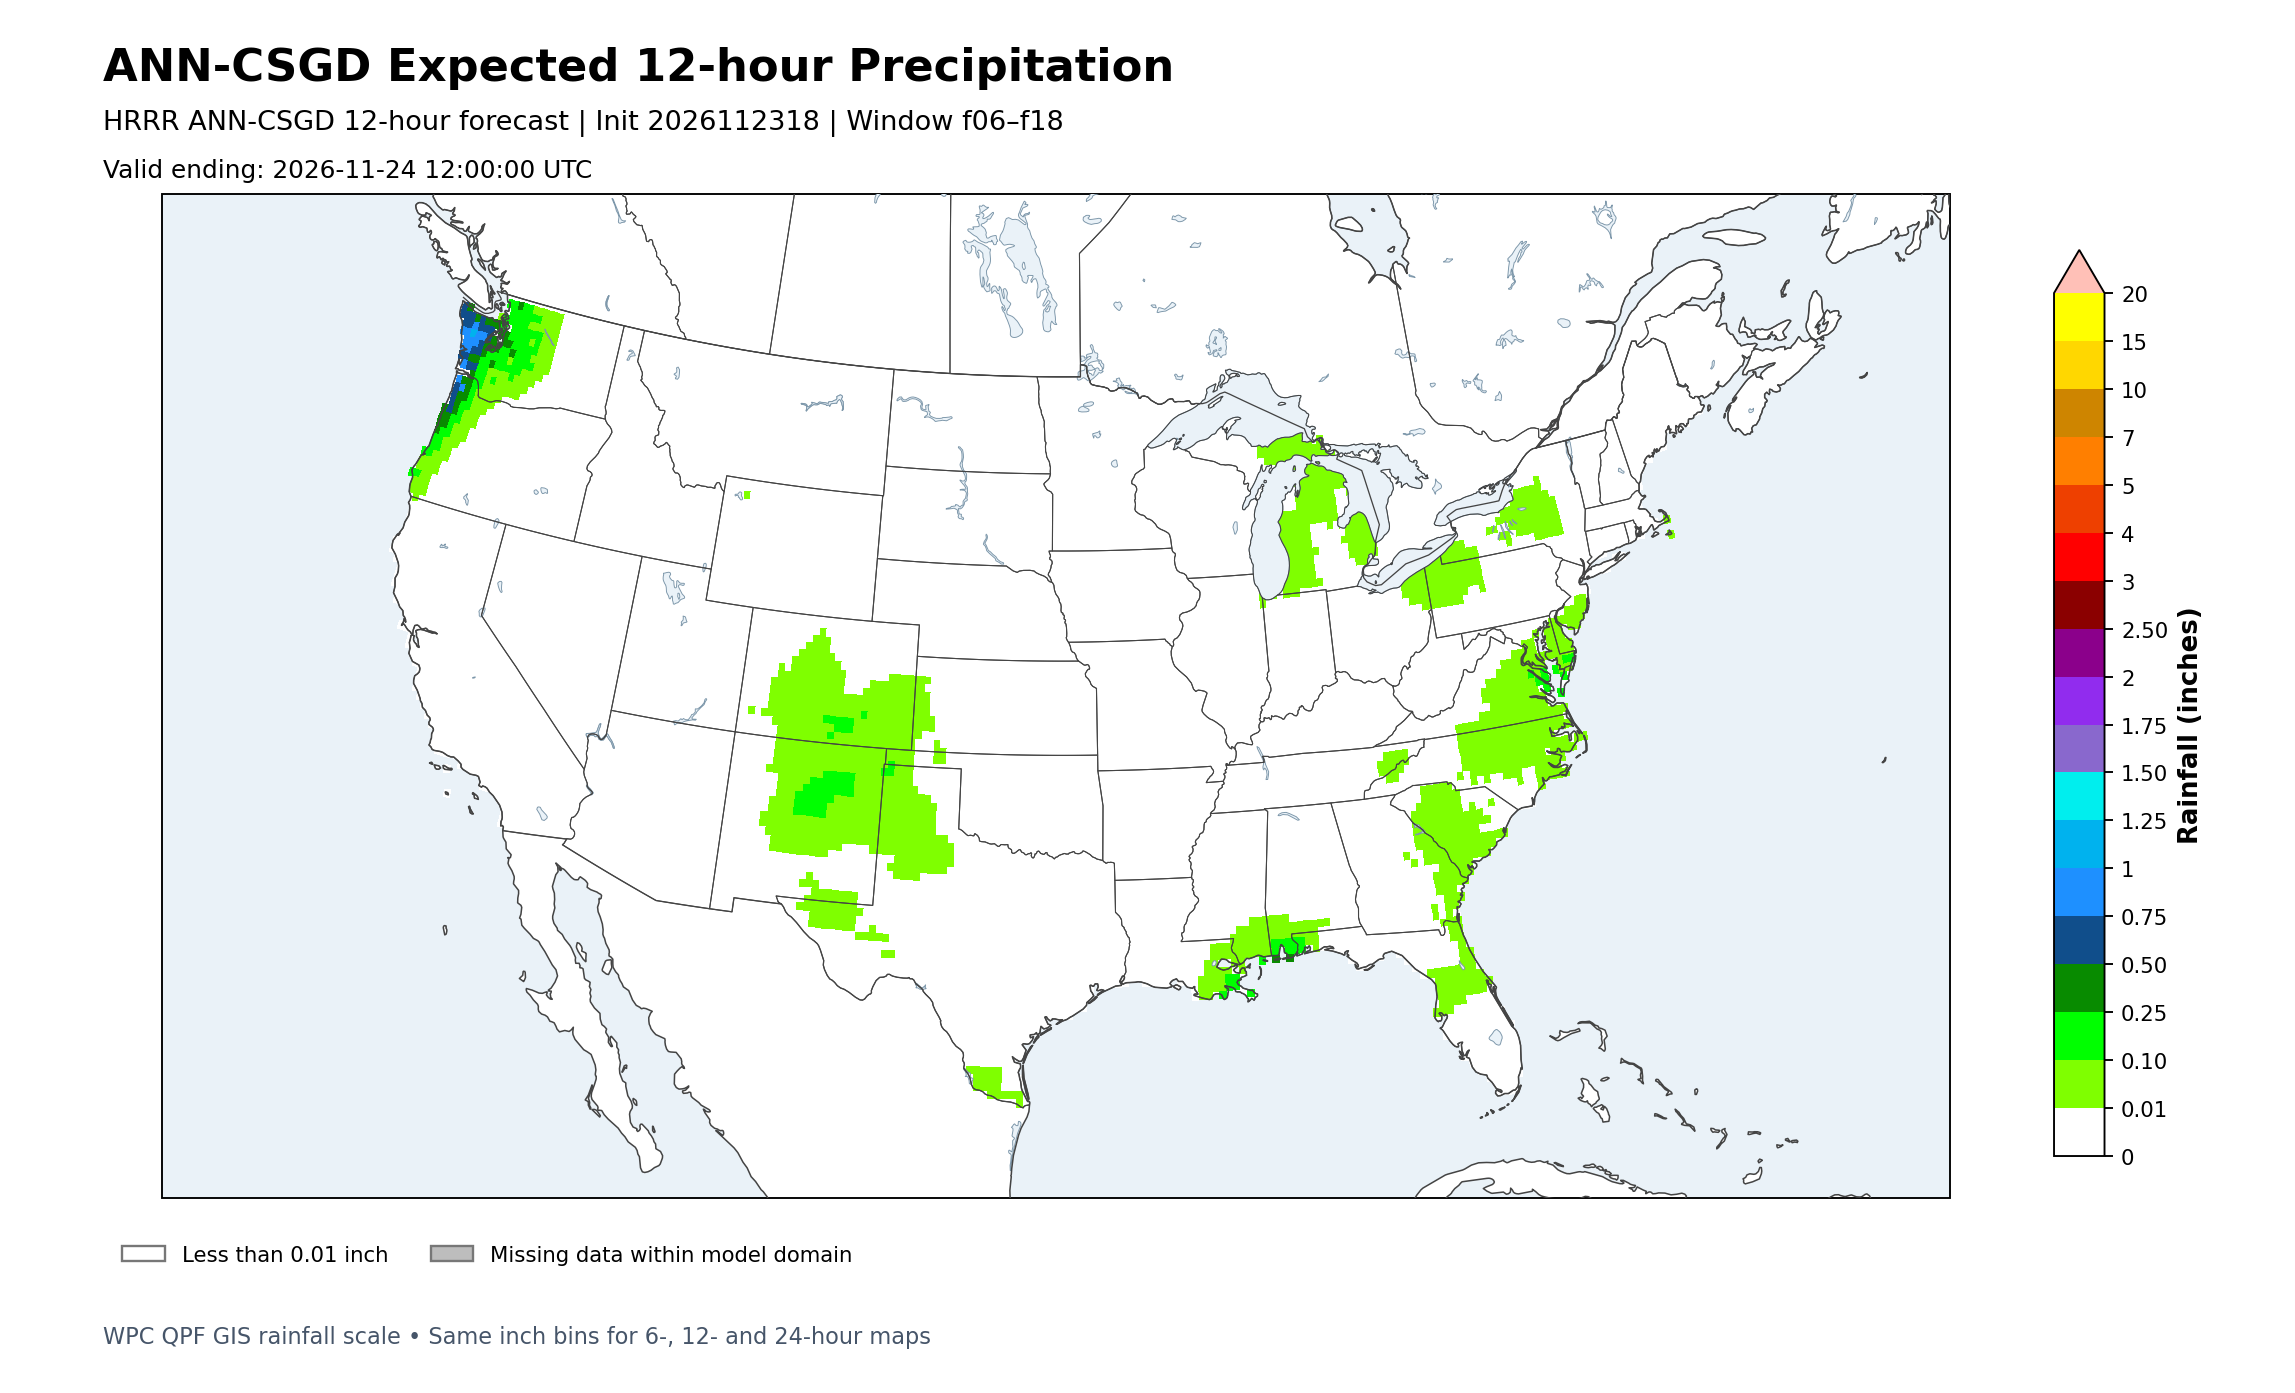 ANN-CSGD Expected 12-hour Precipitation
HRRR ANN-CSGD 12-hour forecast | Init 2026112318 | Window f06–f18
Valid ending: 2026-11-24 12:00:00 UTC
20
15
10
7
5
4
3
2.50
2
1.75
1.50
1.25
1
0.75
0.50
0.25
0.10
0.01
0
Rainfall (inches)
Less than 0.01 inch
Missing data within model domain
WPC QPF GIS rainfall scale • Same inch bins for 6-, 12- and 24-hour maps